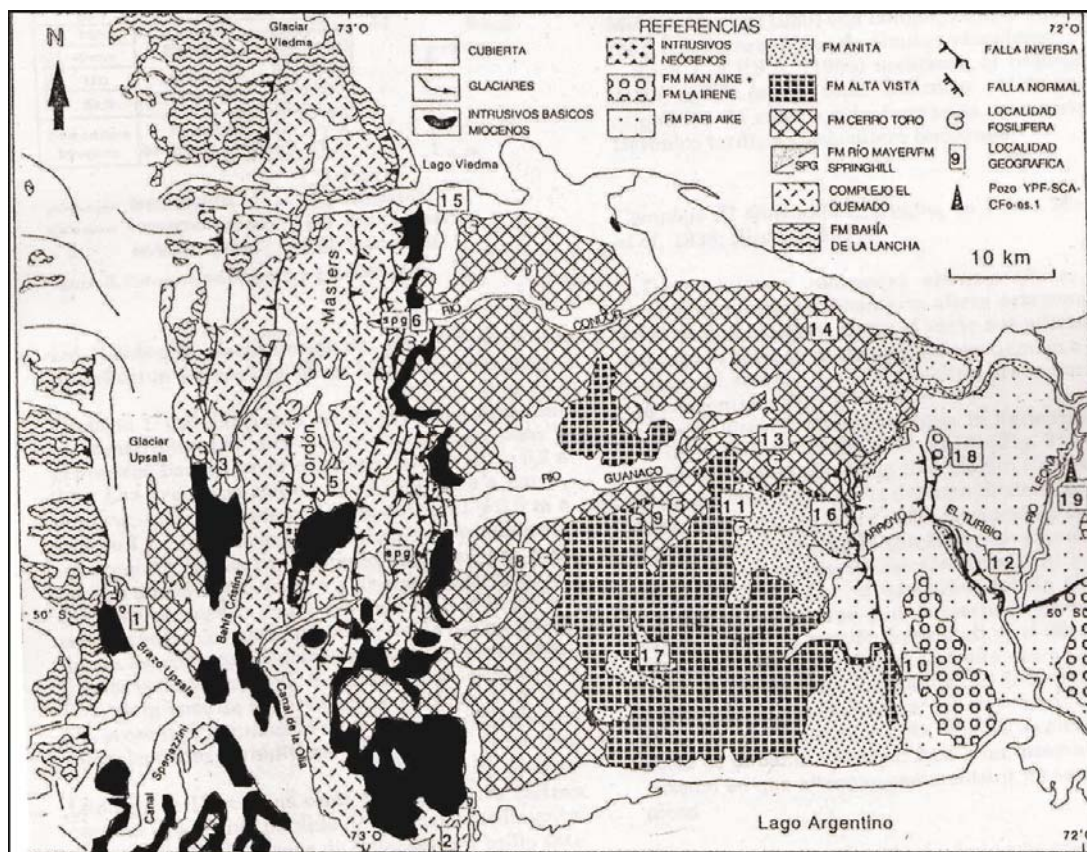 Glaciar
Viedma
73°O
72°O
N
REFERENCIAS
CUBIERTA
GLACIARES
INTRUSIVOS BASICOS
MIOCENOS
INTRUSIVOS
NEÓGENOS
FM MAN AIKE +
FM LA IRENE
FM PARI AIKE
FM ANITA
FM ALTA VISTA
FM CERRO TORO
SPG
FM RÍO MAYER/FM
SPRINGHILL
COMPLEJO EL
QUEMADO
FM BAHÍA
DE LA LANCHA
FALLA INVERSA
FALLA NORMAL
LOCALIDAD
FOSILIFERA
9
LOCALIDAD
GEOGRAFICA
Pozo YPF-SCA-
CFo-es.1
10 km
Lago Viedma
15
Masters
spg
6
RIO
CONDOR
14
Glaciar
Upsala
3
Cordón
5
RIO
GUANACO
13
9
11
16
18
19
ARROYO
EL TURBIO
RIO
LEONA
12
spg
8
50° S
1
Bahía Cristina
Brazo Upsala
Canal de la Olla
Canal Spegazzini
17
10
50° S
2
73°O
Lago Argentino
72°O